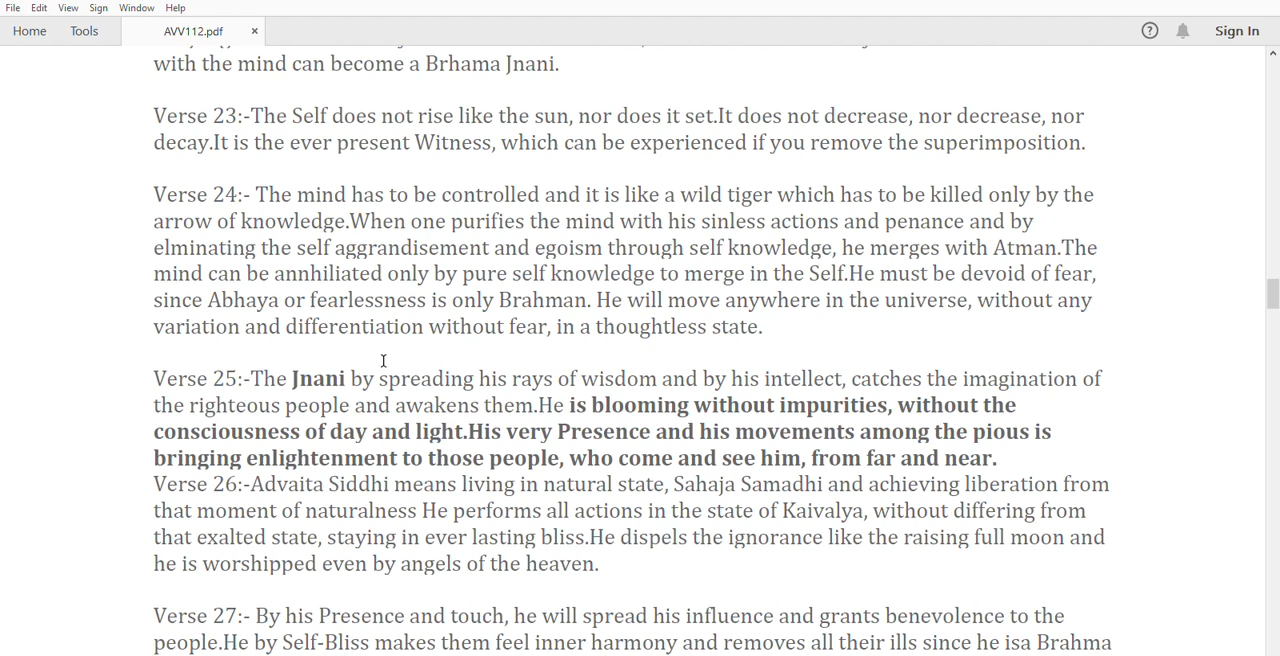 File Edit View Sign Window Help
Home Tools AVV112.pdf × ? Sign In
with the mind can become a Brhama Jnani.
Verse 23:-The Self does not rise like the sun, nor does it set.It does not decrease, nor decrease, nor
decay.It is the ever present Witness, which can be experienced if you remove the superimposition.
Verse 24:- The mind has to be controlled and it is like a wild tiger which has to be killed only by the
arrow of knowledge.When one purifies the mind with his sinless actions and penance and by
elminating the self aggrandisement and egoism through self knowledge, he merges with Atman.The
mind can be annhiliated only by pure self knowledge to merge in the Self.He must be devoid of fear,
since Abhaya or fearlessness is only Brahman. He will move anywhere in the universe, without any
variation and differentiation without fear, in a thoughtless state.
Verse 25:-The Jnani by spreading his rays of wisdom and by his intellect, catches the imagination of
the righteous people and awakens them.He is blooming without impurities, without the
consciousness of day and light.His very Presence and his movements among the pious is
bringing enlightenment to those people, who come and see him, from far and near.
Verse 26:-Advaita Siddhi means living in natural state, Sahaja Samadhi and achieving liberation from
that moment of naturalness He performs all actions in the state of Kaivalya, without differing from
that exalted state, staying in ever lasting bliss.He dispels the ignorance like the raising full moon and
he is worshipped even by angels of the heaven.
Verse 27:- By his Presence and touch, he will spread his influence and grants benevolence to the
people.He by Self-Bliss makes them feel inner harmony and removes all their ills since he isa Brahma